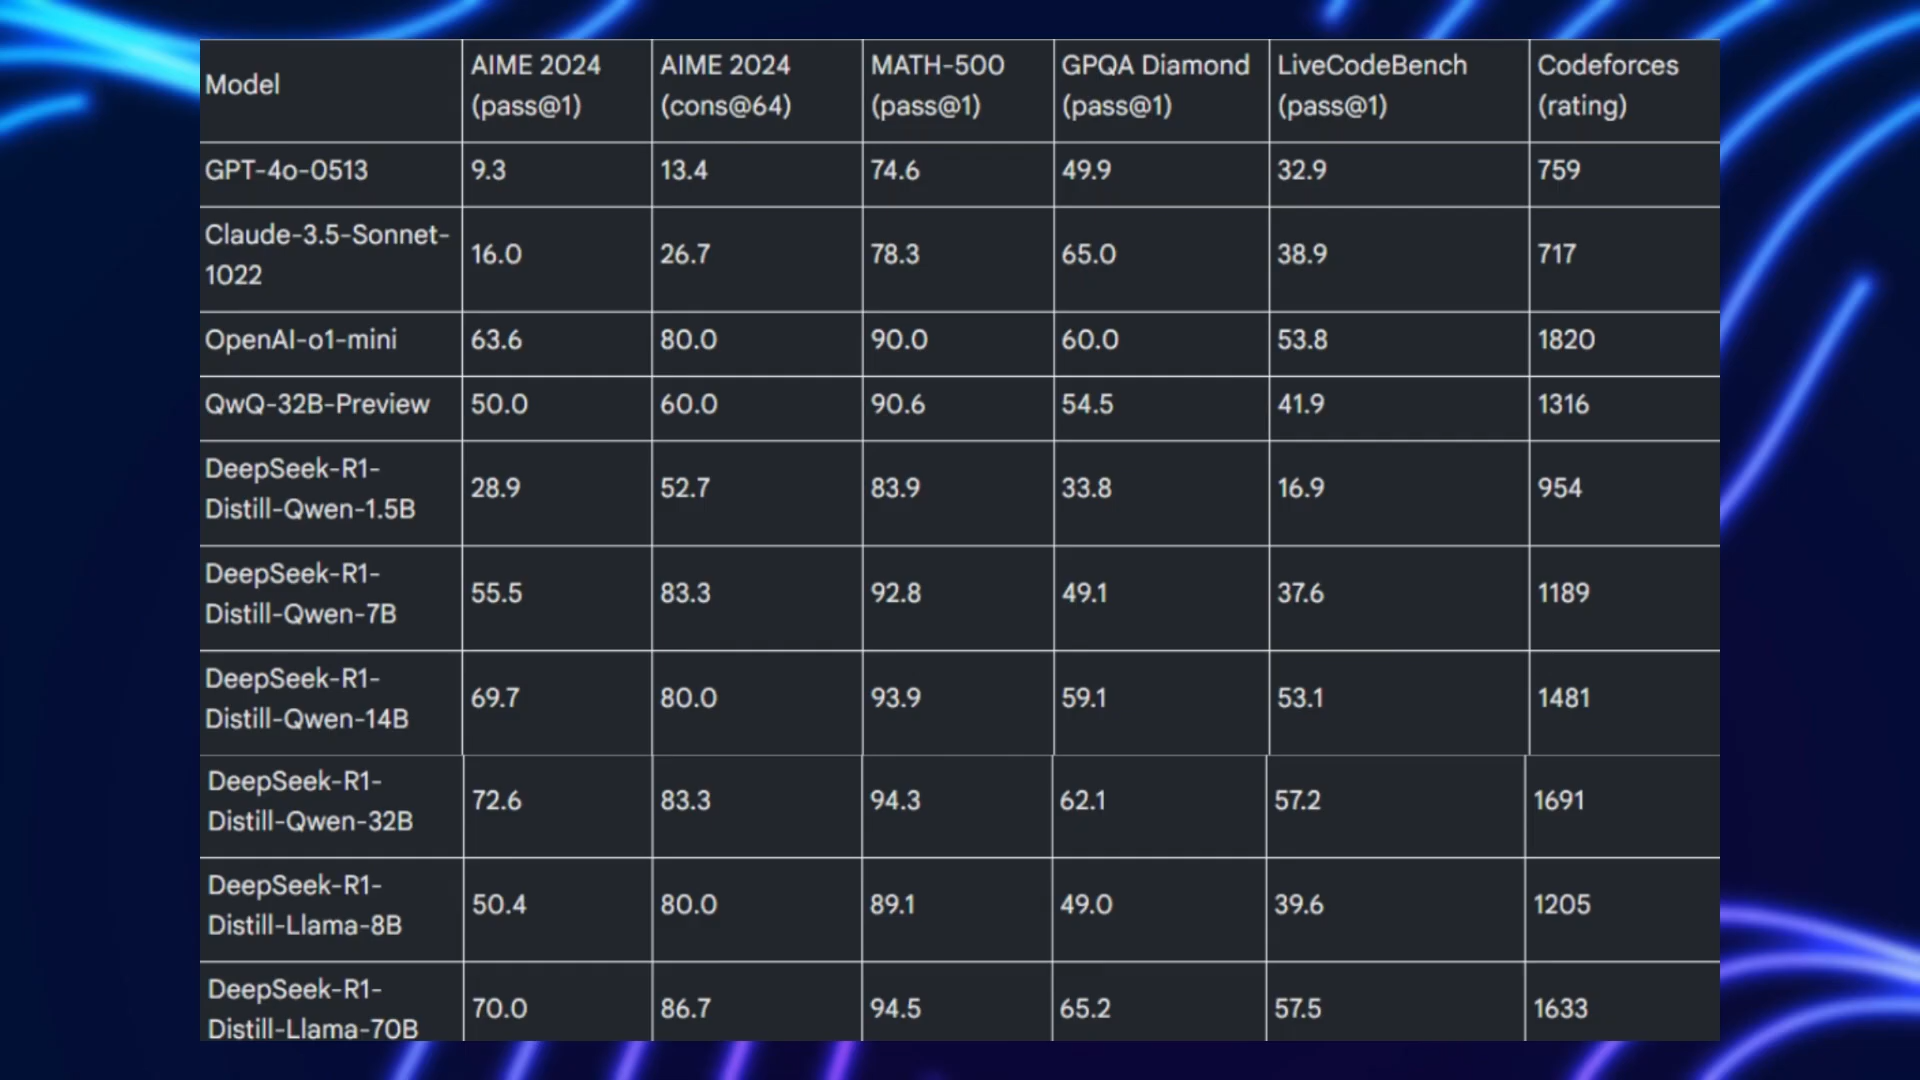 Model
AIME 2024
(pass@1)
AIME 2024
(cons@64)
MATH-500
(pass@1)
GPQA Diamond
(pass@1)
LiveCodeBench
(pass@1)
Codeforces
(rating)
GPT-4o-0513
9.3
13.4
74.6
49.9
32.9
759
Claude-3.5-Sonnet-
1022
16.0
26.7
78.3
65.0
38.9
717
OpenAI-o1-mini
63.6
80.0
90.0
60.0
53.8
1820
QwQ-32B-Preview
50.0
60.0
90.6
54.5
41.9
1316
DeepSeek-R1-
Distill-Qwen-1.5B
28.9
52.7
83.9
33.8
16.9
954
DeepSeek-R1-
Distill-Qwen-7B
55.5
83.3
92.8
49.1
37.6
1189
DeepSeek-R1-
Distill-Qwen-14B
69.7
80.0
93.9
59.1
53.1
1481
DeepSeek-R1-
Distill-Qwen-32B
72.6
83.3
94.3
62.1
57.2
1691
DeepSeek-R1-
Distill-Llama-8B
50.4
80.0
89.1
49.0
39.6
1205
DeepSeek-R1-
Distill-Llama-70B
70.0
86.7
94.5
65.2
57.5
1633